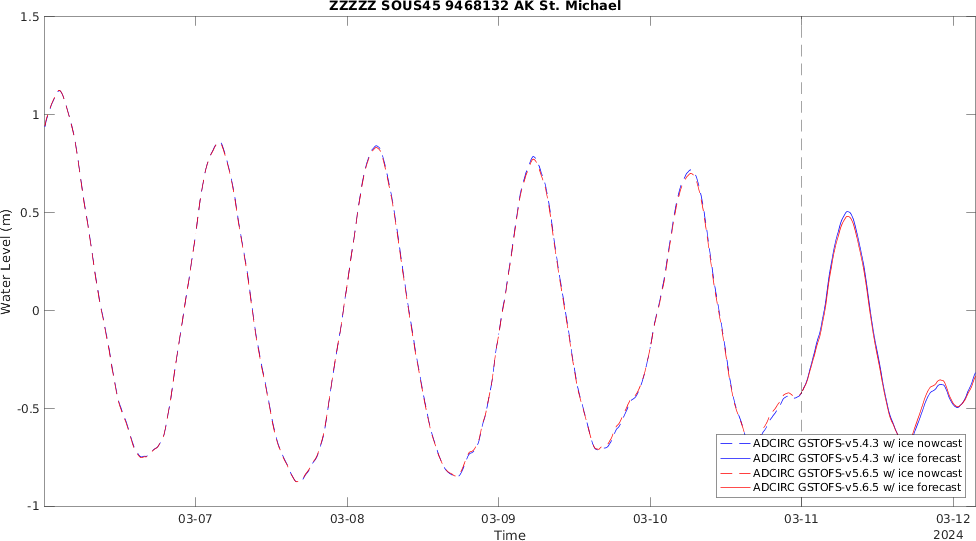 ZZZZZ SOUS45 9468132 AK St. Michael
1.5
1
0.5
0
-0.5
-1
Water Level (m)
03-07
03-08
03-09
03-10
03-11
03-12
2024
Time
ADCIRC GSTOFS-v5.4.3 w/ ice nowcast
ADCIRC GSTOFS-v5.4.3 w/ ice forecast
ADCIRC GSTOFS-v5.6.5 w/ ice nowcast
ADCIRC GSTOFS-v5.6.5 w/ ice forecast